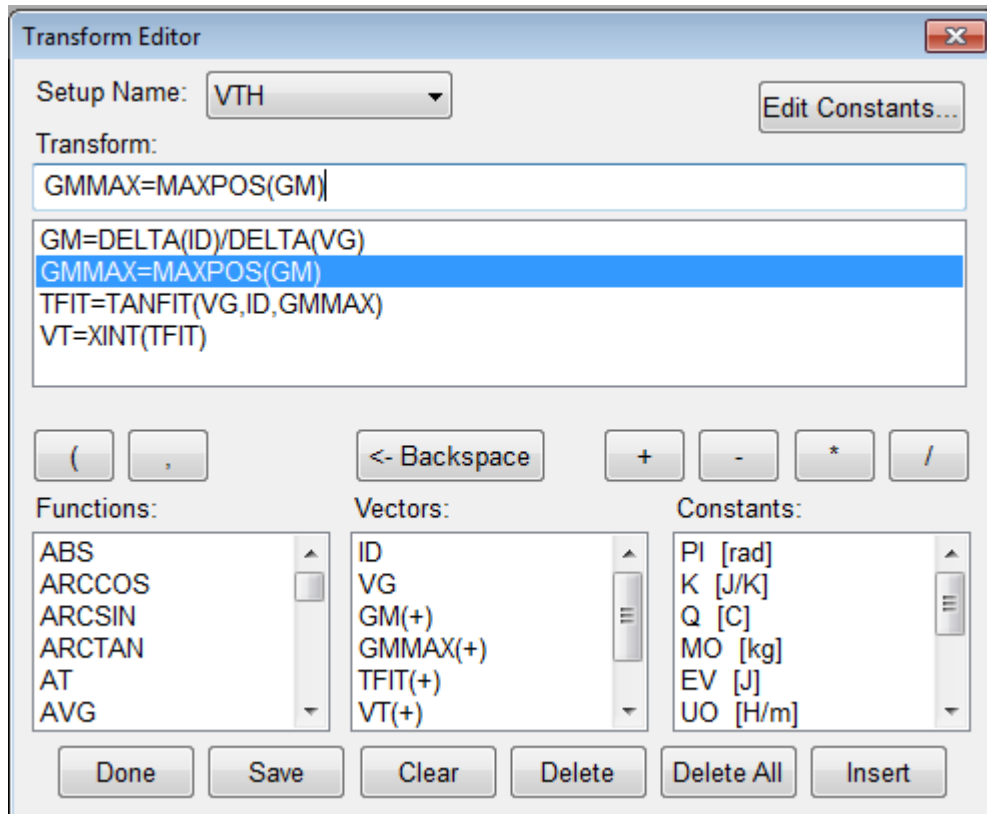 Transform Editor
Setup Name: VTH Edit Constants...
Transform:
GMMAX=MAXPOS(GM)
GM=DELTA(ID)/DELTA(VG)
GMMAX=MAXPOS(GM)
TFIT=TANFIT(VG,ID,GMMAX)
VT=XINT(TFIT)
( , <- Backspace + - * /
Functions: Vectors: Constants:
ABS ID PI [rad]
ARCCOS VG K [J/K]
ARCSIN GM(+) Q [C]
ARCTAN GMMAX(+) MO [kg]
AT TFIT(+) EV [J]
AVG VT(+) UO [H/m]
Done Save Clear Delete Delete All Insert